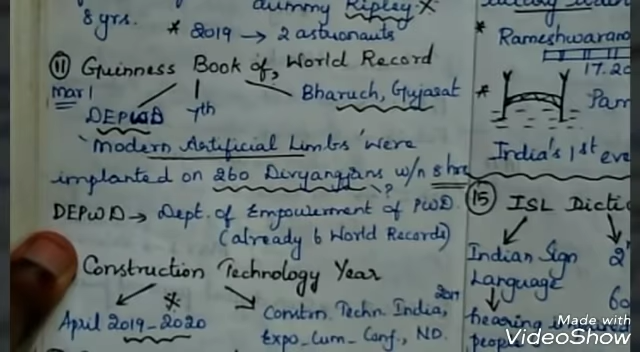 dummy Ripley
8 yrs. * 2019 → 2 astronauts
⑪ Guinness Book of World Record
Mar 1
DEPWD 7th Bharuch, Gujarat
'Modern Artificial Limbs' were
implanted on 260 Divyangjans w/n 8 hrs
?
DEPWD → Dept. of Empowerment of PWD.
(already 6 World Records)
Construction Technology Year
*
April 2019-2020
Constrn. Techn. India, 2019
Expo-Cum-Conf., ND.
* Rameshwaram
17.20
*
India's 1st
⑮ ISL
Indian Sign
Language
hearing
people
Made with
VideoShow